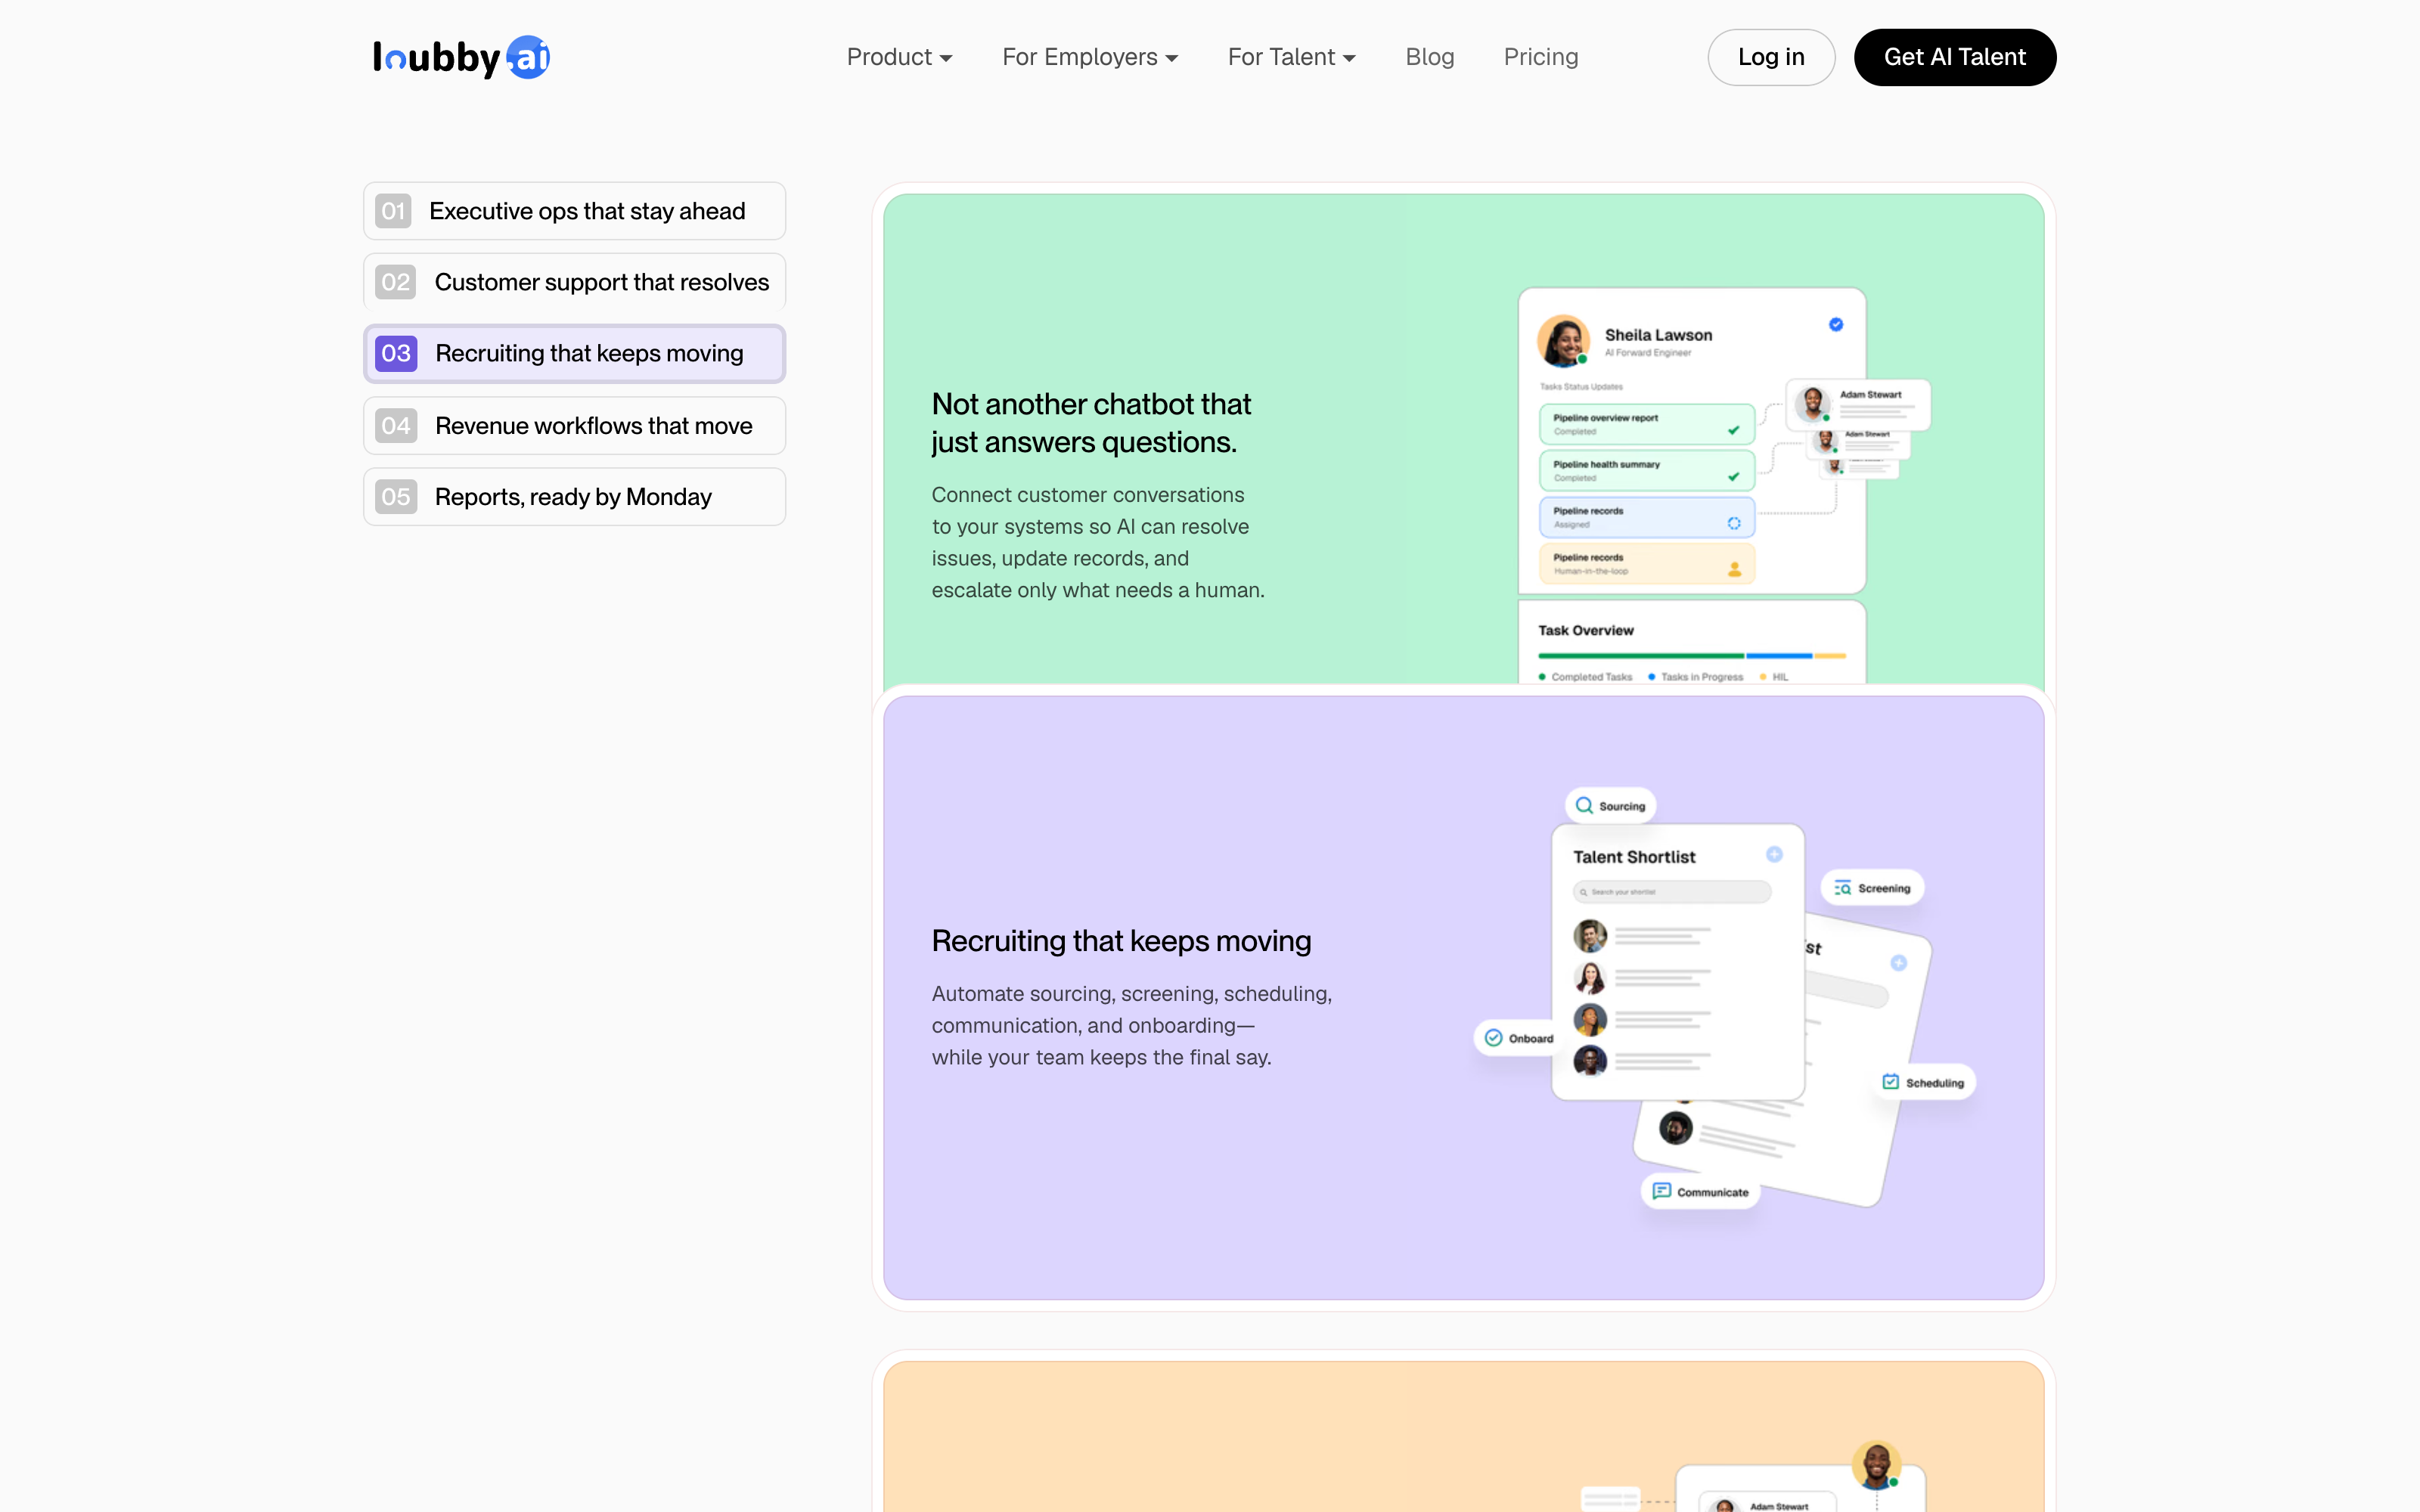 loubby.ai
Product
For Employers
For Talent
Blog
Pricing
Log in
Get AI Talent
01 Executive ops that stay ahead
02 Customer support that resolves
03 Recruiting that keeps moving
04 Revenue workflows that move
05 Reports, ready by Monday
Not another chatbot that
just answers questions.
Connect customer conversations
to your systems so AI can resolve
issues, update records, and
escalate only what needs a human.
Sheila Lawson
AI Forward Engineer
Tasks Status Updates
Pipeline overview report
Completed
Pipeline health summary
Completed
Pipeline records
Assigned
Pipeline records
Human-in-the-loop
Adam Stewart
Adam Stewart
Task Overview
Completed Tasks
Tasks in Progress
HIL
Recruiting that keeps moving
Automate sourcing, screening, scheduling,
communication, and onboarding—
while your team keeps the final say.
Sourcing
Talent Shortlist
Search your shortlist
Screening
st
Onboard
Scheduling
Communicate
Adam Stewart